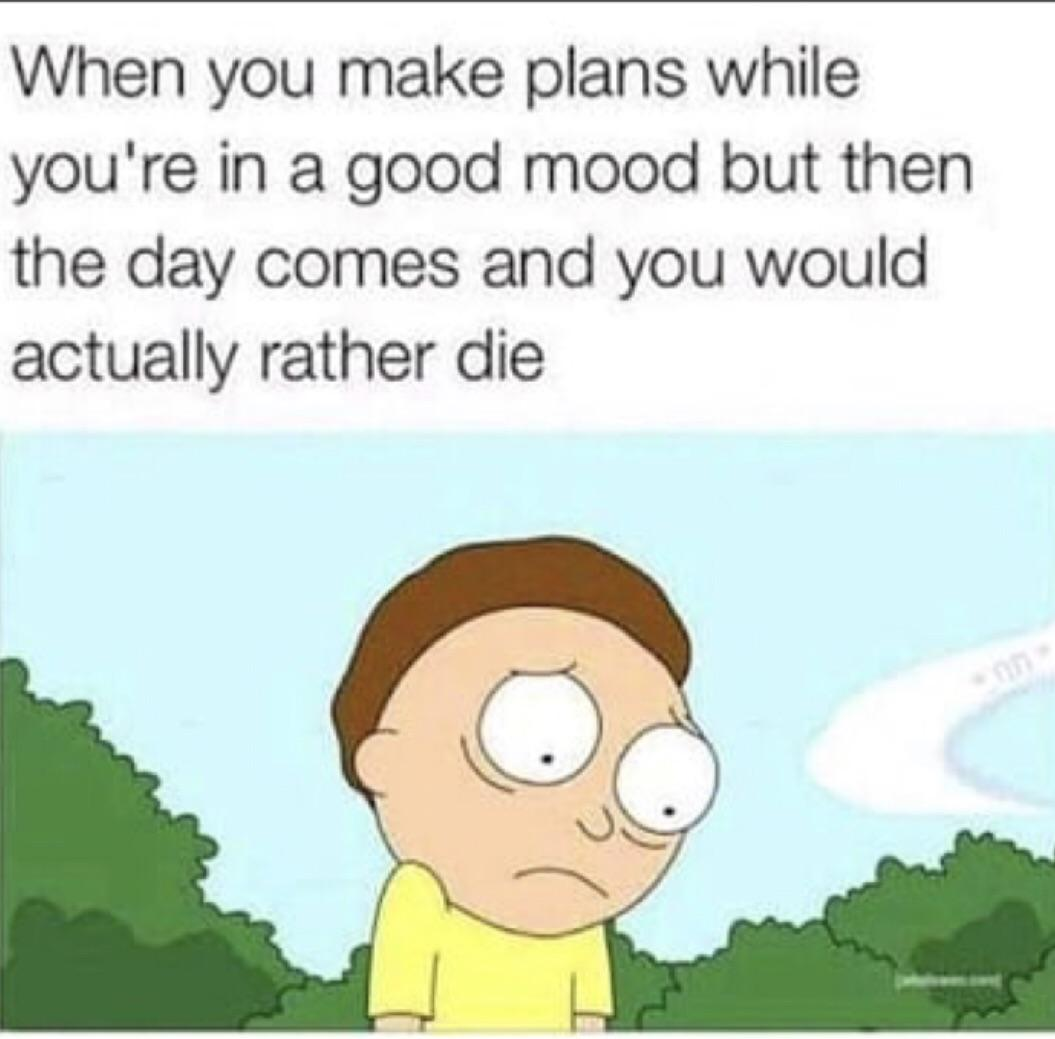 When you make plans while
you're in a good mood but then
the day comes and you would
actually rather die